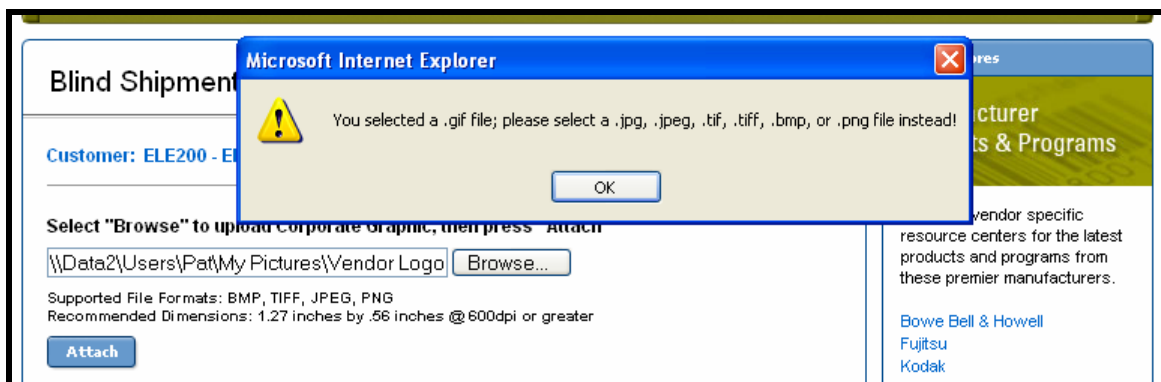 Microsoft Internet Explorer
You selected a .gif file; please select a .jpg, .jpeg, .tif, .tiff, .bmp, or .png file instead!
OK
Blind Shipment
Customer: ELE200 -
Select "Browse" to upload Corporate Graphic, then press "Attach"
\\Data2\Users\Pat\My Pictures\Vendor Logo Browse...
Supported File Formats: BMP, TIFF, JPEG, PNG
Recommended Dimensions: 1.27 inches by .56 inches @ 600dpi or greater
Attach
& Programs
vendor specific
resource centers for the latest
products and programs from
these premier manufacturers.
Bowe Bell & Howell
Fujitsu
Kodak